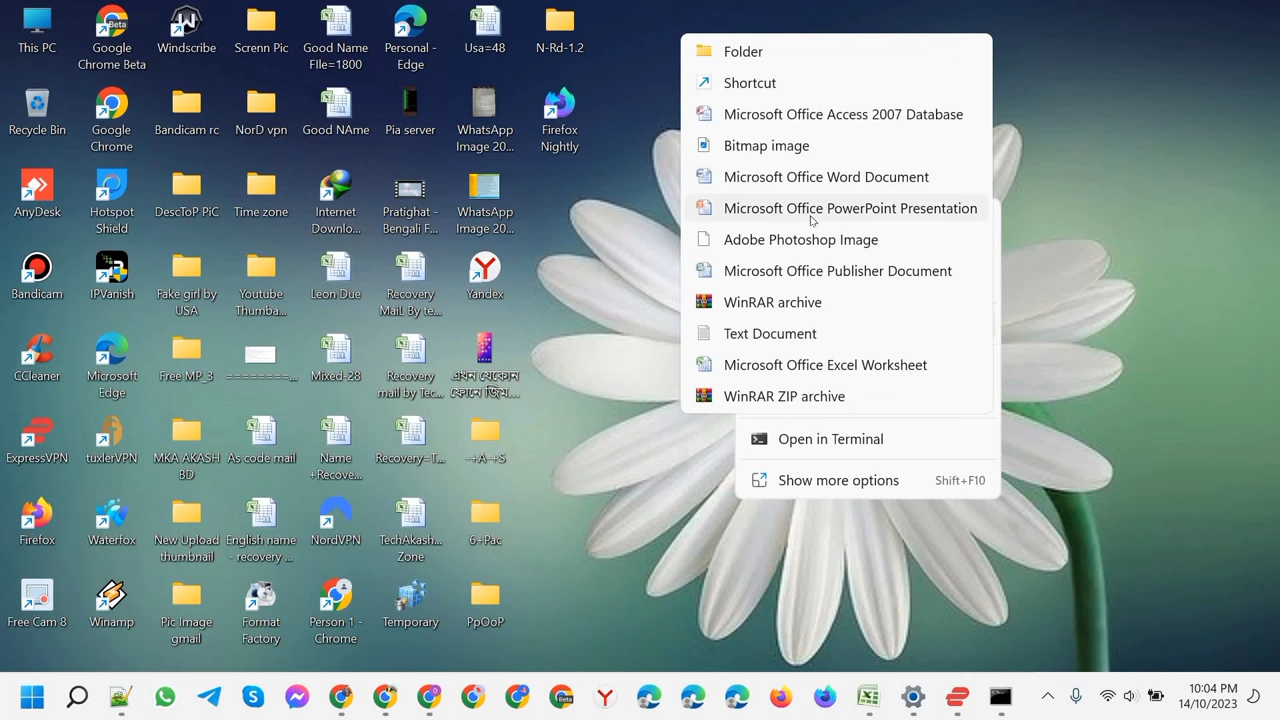 This PC
Google
Chrome Beta
Windscribe
Screnn Pic
Good Name
FIle=1800
Personal -
Edge
Usa=48
N-Rd-1.2
Recycle Bin
Google
Chrome
Bandicam rc
NorD vpn
Good NAme
Pia server
WhatsApp
Image 20...
Firefox
Nightly
AnyDesk
Hotspot
Shield
DescToP PiC
Time zone
Internet
Downlo...
Pratighat -
Bengali F...
WhatsApp
Image 20...
Bandicam
IPVanish
Fake girl by
USA
Youtube
Thumba...
Leon Due
Recovery
MaiL By te...
Yandex
CCleaner
Microsoft
Edge
Free MP_3
========...
Mixed-28
Recovery
mail by Tec...
এখন যেকোন
ফোনে জিম...
ExpressVPN
tuxlerVPN
MKA AKASH
BD
As code mail
Name
+Recove...
Recovery=T...
-+A-+S
Firefox
Waterfox
New Upload
thumbnail
English name
- recovery ...
NordVPN
TechAkash...
Zone
6+Pac
Free Cam 8
Winamp
Pic Image
gmail
Format
Factory
Person 1 -
Chrome
Temporary
PpOoP
Folder
Shortcut
Microsoft Office Access 2007 Database
Bitmap image
Microsoft Office Word Document
Microsoft Office PowerPoint Presentation
Adobe Photoshop Image
Microsoft Office Publisher Document
WinRAR archive
Text Document
Microsoft Office Excel Worksheet
WinRAR ZIP archive
Open in Terminal
Show more options Shift+F10
Beta
10:04 PM
14/10/2023